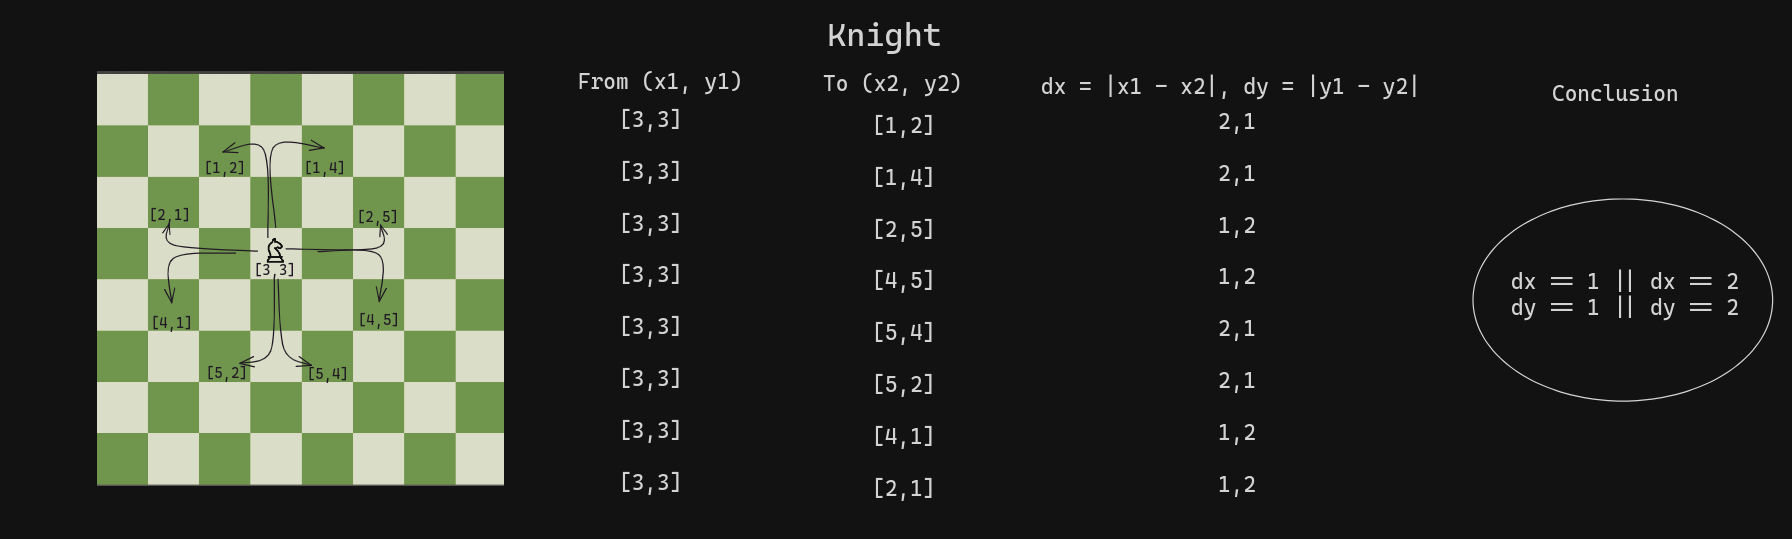 Knight
From (x1, y1) To (x2, y2) dx = |x1 - x2|, dy = |y1 - y2| Conclusion
[3,3] [1,2] 2,1
[3,3] [1,4] 2,1
[3,3] [2,5] 1,2
[3,3] [4,5] 1,2
[3,3] [5,4] 2,1
[3,3] [5,2] 2,1
[3,3] [4,1] 1,2
[3,3] [2,1] 1,2
dx == 1 || dx == 2
dy == 1 || dy == 2
[1,2] [1,4]
[2,1] [2,5]
[3 3]
[4,1] [4,5]
[5,2] [5,4]